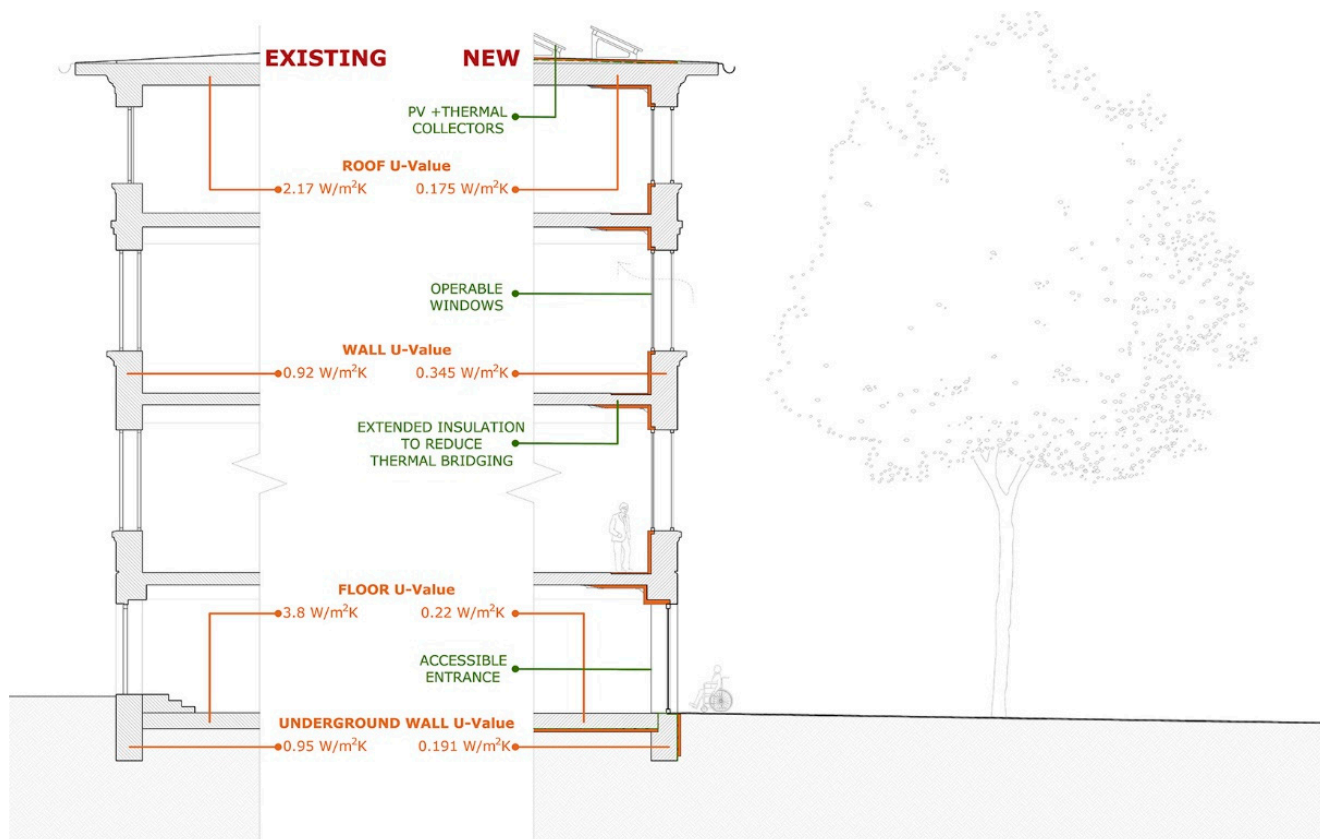 EXISTING NEW
PV +THERMAL
COLLECTORS
ROOF U-Value
2.17 W/m²K 0.175 W/m²K
OPERABLE
WINDOWS
WALL U-Value
0.92 W/m²K 0.345 W/m²K
EXTENDED INSULATION
TO REDUCE
THERMAL BRIDGING
FLOOR U-Value
3.8 W/m²K 0.22 W/m²K
ACCESSIBLE
ENTRANCE
UNDERGROUND WALL U-Value
0.95 W/m²K 0.191 W/m²K